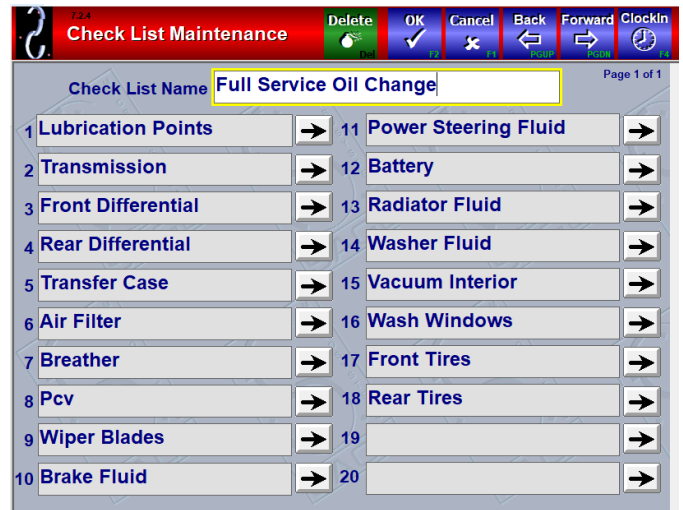 7.2.4
Check List Maintenance
Delete Del
OK F2
Cancel F1
Back PGUP
Forward PGDN
ClockIn F4
Page 1 of 1
Check List Name Full Service Oil Change
1 Lubrication Points
2 Transmission
3 Front Differential
4 Rear Differential
5 Transfer Case
6 Air Filter
7 Breather
8 Pcv
9 Wiper Blades
10 Brake Fluid
11 Power Steering Fluid
12 Battery
13 Radiator Fluid
14 Washer Fluid
15 Vacuum Interior
16 Wash Windows
17 Front Tires
18 Rear Tires
19
20